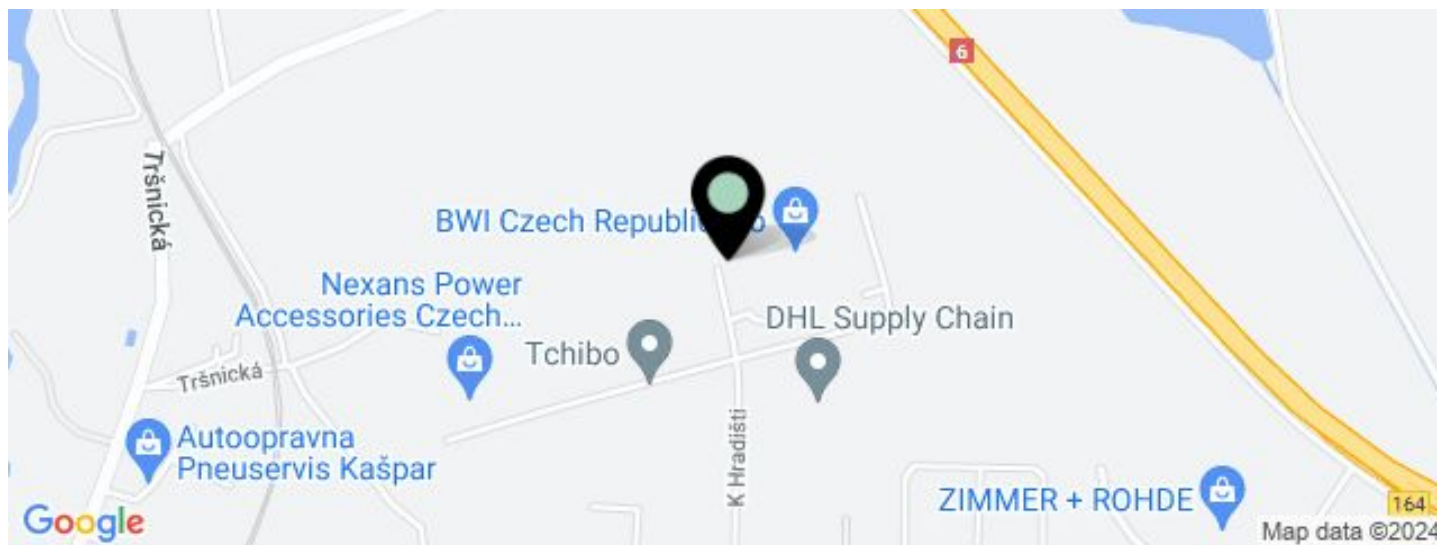 6
Tršnická
BWI Czech Republic
Nexans Power
Accessories Czech...
DHL Supply Chain
Tchibo
Tršnická
K Hradišti
Autoopravna
Pneuservis Kašpar
ZIMMER + ROHDE
164
Google
Map data ©2024